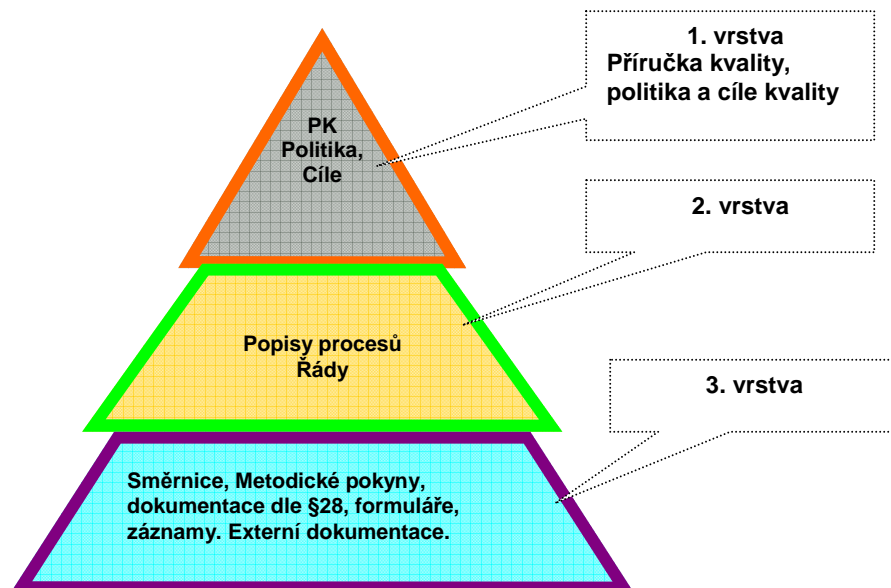 1. vrstva
Příručka kvality,
politika a cíle kvality
PK
Politika,
Cíle
2. vrstva
Popisy procesů
Řády
3. vrstva
Směrnice, Metodické pokyny,
dokumentace dle §28, formuláře,
záznamy. Externí dokumentace.